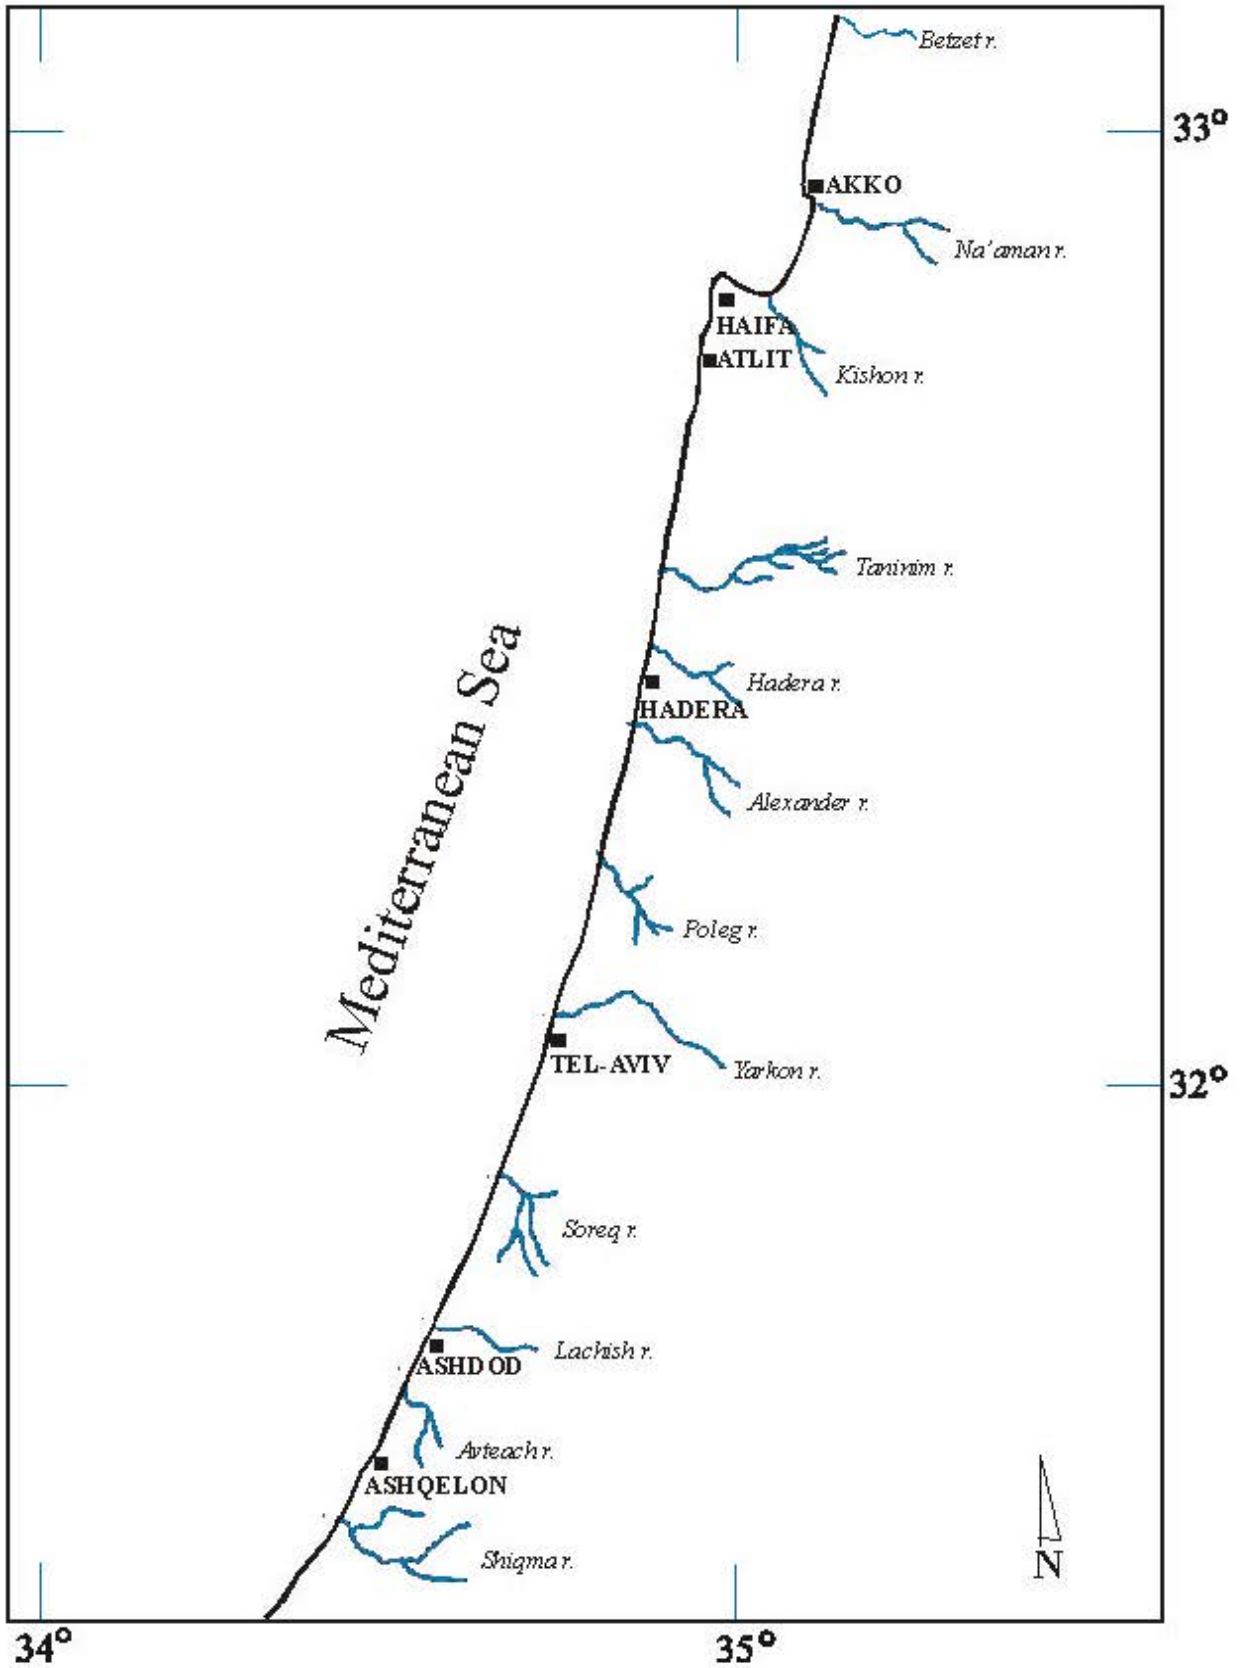 Betzet r.
33°
AKKO
Na'aman r.
HAIFA
ATLIT
Kishon r.
Taninim r.
Mediterranean Sea
Hadera r.
HADERA
Alexander r.
Poleg r.
TEL-AVIV
Yarkon r.
32°
Soreq r.
Lachish r.
ASHDOD
Avteach r.
ASHQELON
Shiqma r.
N
34°
35°